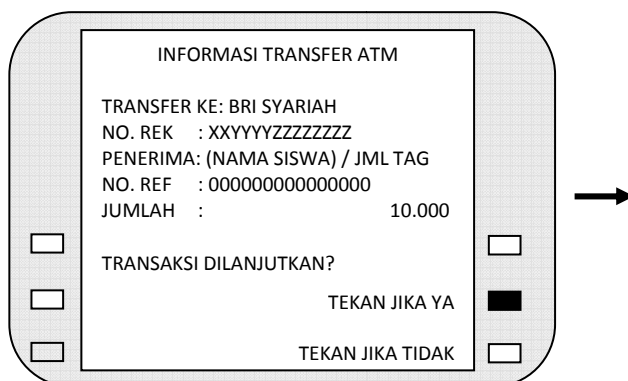 INFORMASI TRANSFER ATM
TRANSFER KE: BRI SYARIAH
NO. REK : XXYYYYZZZZZZZZ
PENERIMA: (NAMA SISWA) / JML TAG
NO. REF : 000000000000000
JUMLAH : 10.000
TRANSAKSI DILANJUTKAN?
TEKAN JIKA YA
TEKAN JIKA TIDAK